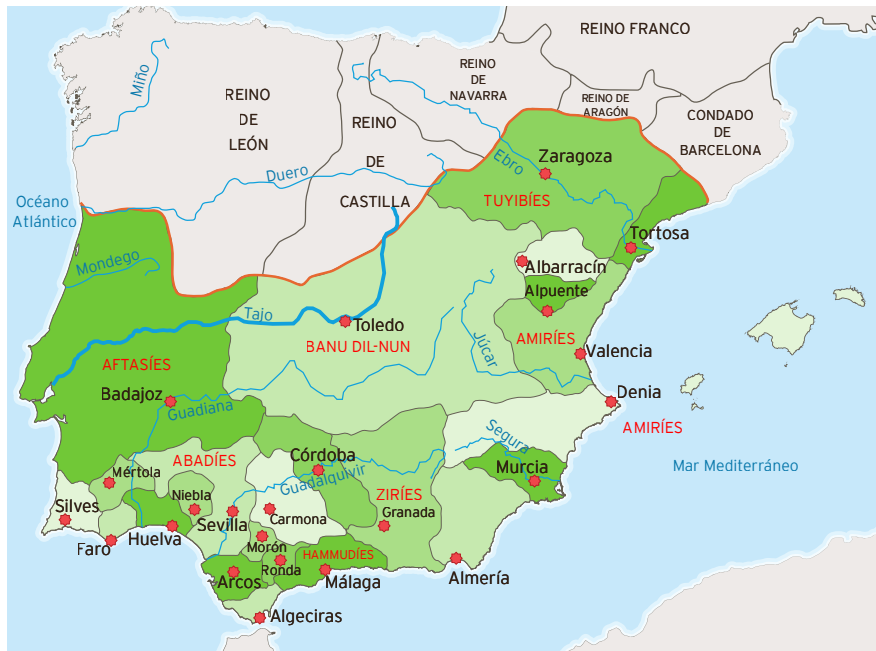 REINO FRANCO
REINO
DE
NAVARRA
REINO DE
ARAGÓN
CONDADO
DE
BARCELONA
REINO
DE
LEÓN
REINO
DE
CASTILLA
Miño
Duero
Ebro
Océano
Atlántico
Zaragoza
TUYIBÍES
Tortosa
Mondego
Albarracín
Alpuente
Tajo
Toledo
BANU DIL-NUN
Júcar
AMIRÍES
Valencia
AFTASÍES
Badajoz
Guadiana
Denia
AMIRÍES
Segura
Mar Mediterráneo
Córdoba
ABADÍES
Guadalquivir
Murcia
Mértola
Niebla
ZIRÍES
Granada
Silves
Sevilla
Carmona
Huelva
Faro
Morón
HAMMUDÍES
Ronda
Arcos
Málaga
Almería
Algeciras